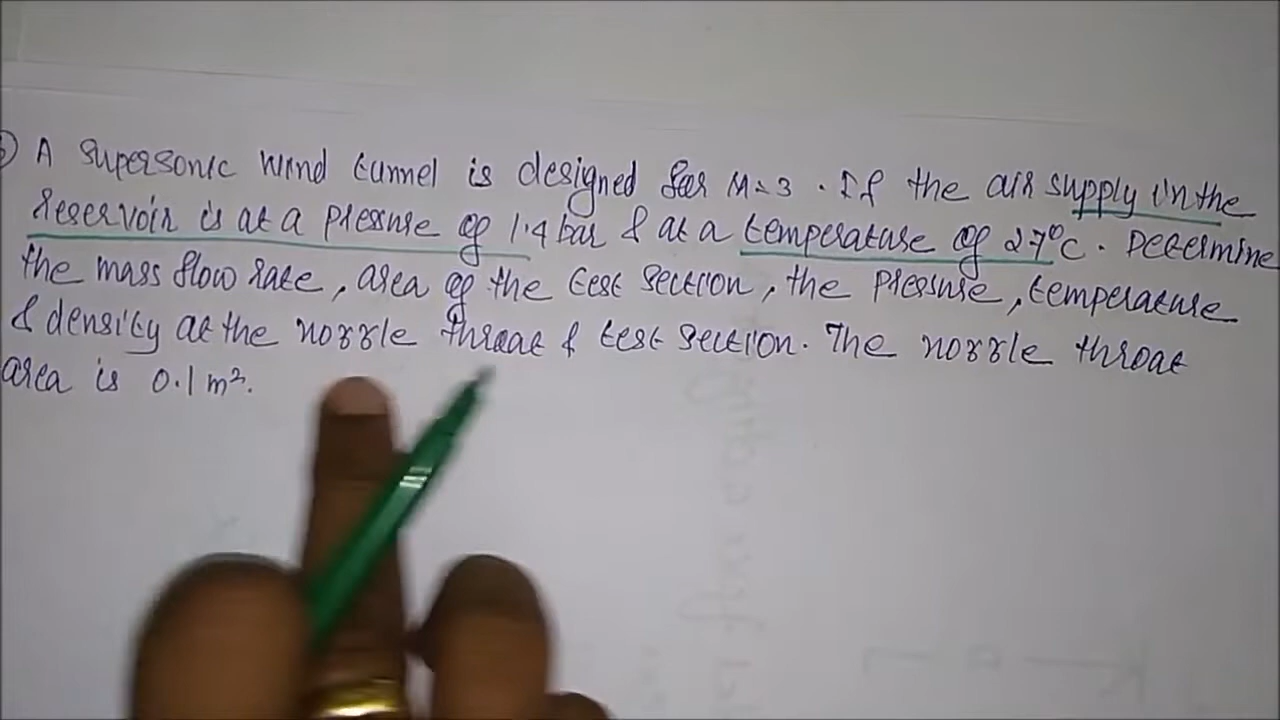 ) A supersonic wind tunnel is designed for M = 3. If the air supply in the
reservoir is at a pressure of 1.4 bar & at a temperature of 27°C. Determine
the mass flow rate, area of the test section, the pressure, temperature
& density at the nozzle throat & test section. The nozzle throat
area is 0.1 m².